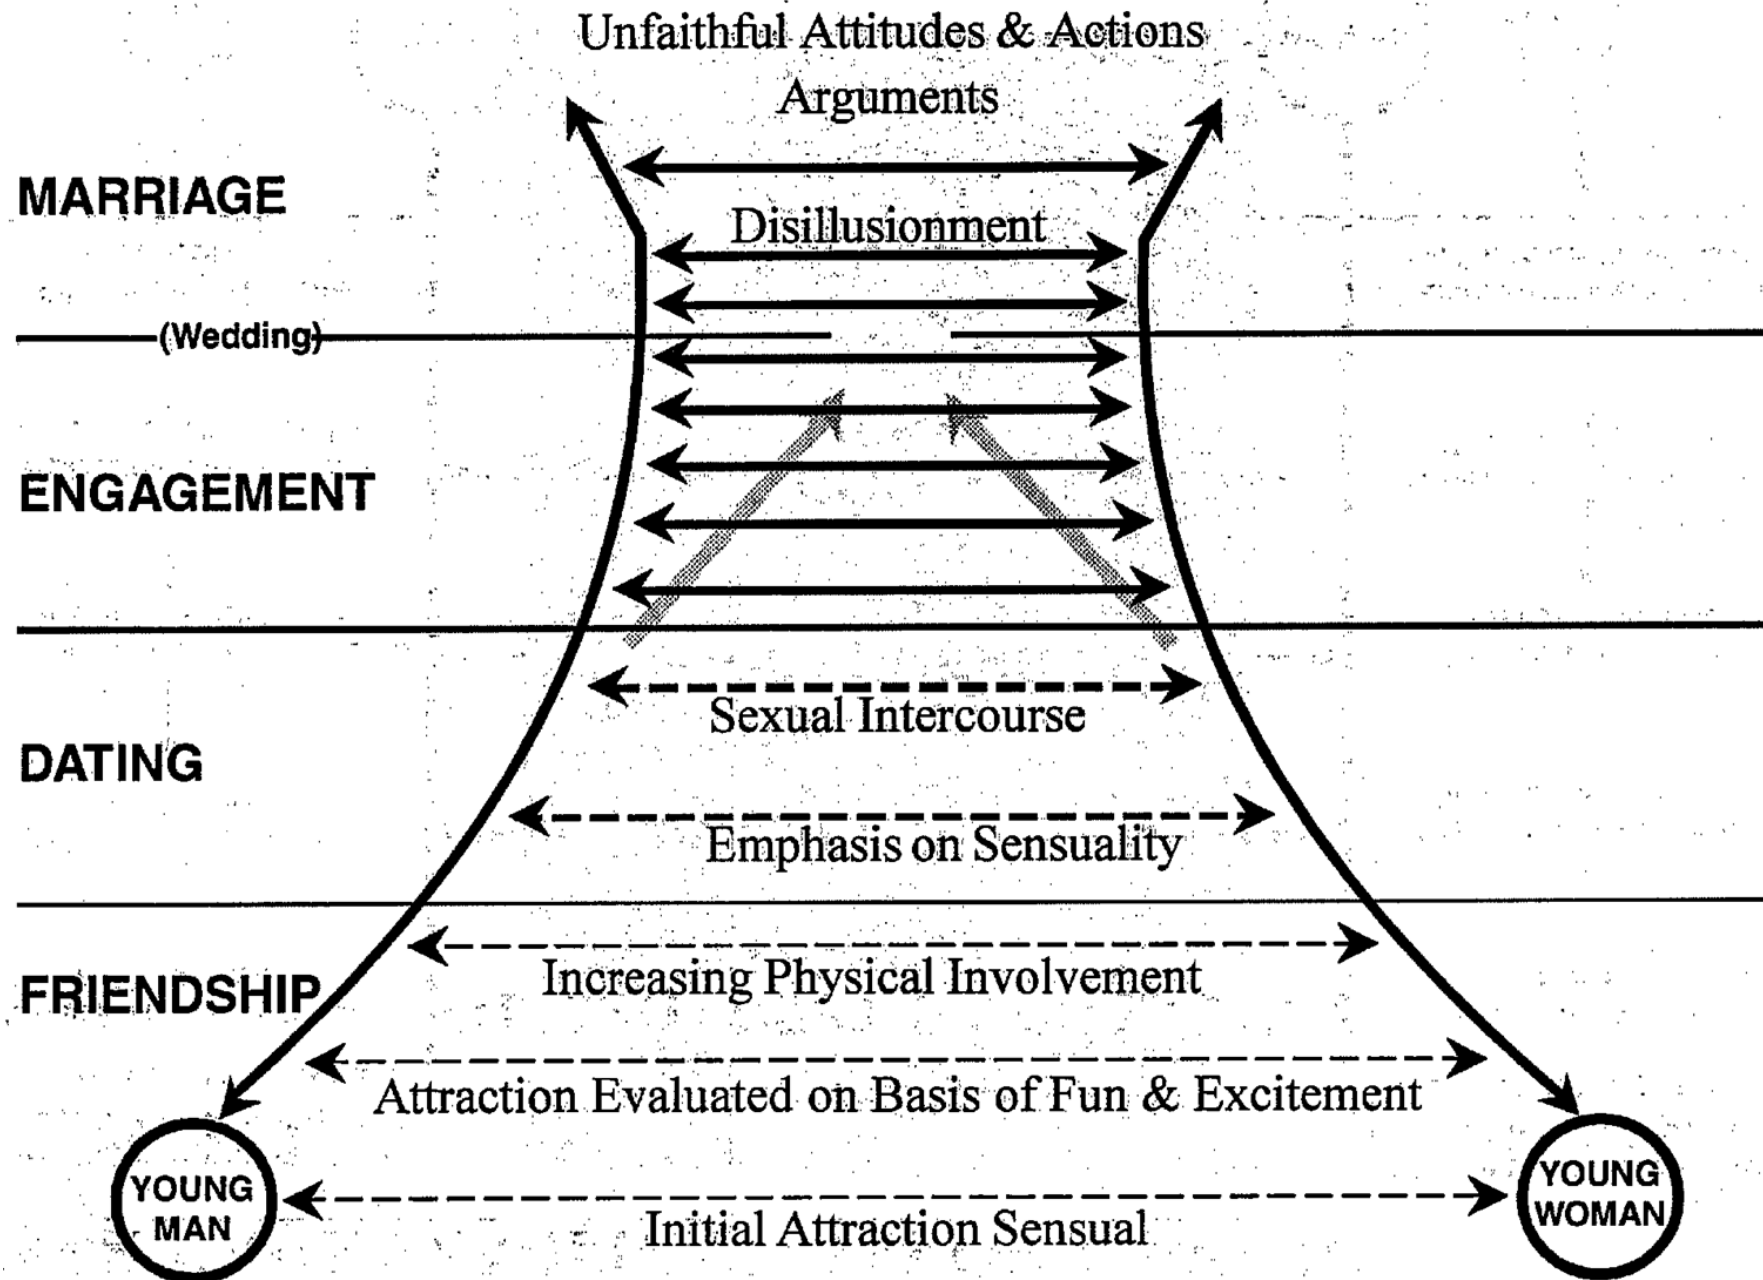 Unfaithful Attitudes & Actions
Arguments
MARRIAGE
Disillusionment
(Wedding)
ENGAGEMENT
Sexual Intercourse
DATING
Emphasis on Sensuality
Increasing Physical Involvement
FRIENDSHIP
Attraction Evaluated on Basis of Fun & Excitement
YOUNG
MAN
Initial Attraction Sensual
YOUNG
WOMAN